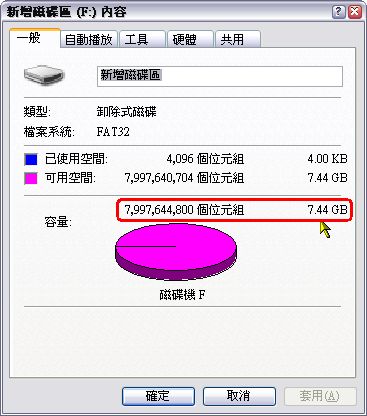 新增磁碟區 (F:) 內容
一般 自動播放 工具 硬體 共用
新增磁碟區
類型: 卸除式磁碟
檔案系統: FAT32
已使用空間: 4,096 個位元組 4.00 KB
可用空間: 7,997,640,704 個位元組 7.44 GB
容量: 7,997,644,800 個位元組 7.44 GB
磁碟機 F
確定 取消 套用(A)